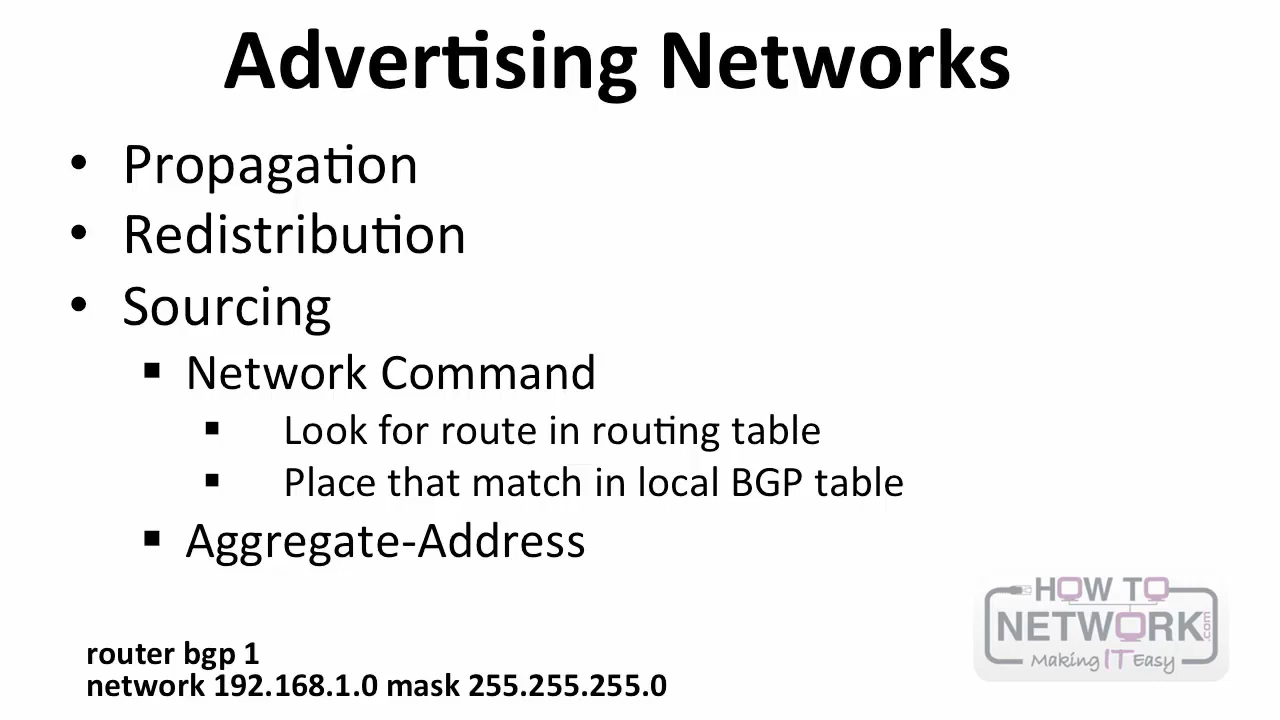 Advertising Networks
• Propagation
• Redistribution
• Sourcing
▪ Network Command
▪ Look for route in routing table
▪ Place that match in local BGP table
▪ Aggregate-Address
HOW TO
NETWORK.com
Making IT Easy
router bgp 1
network 192.168.1.0 mask 255.255.255.0